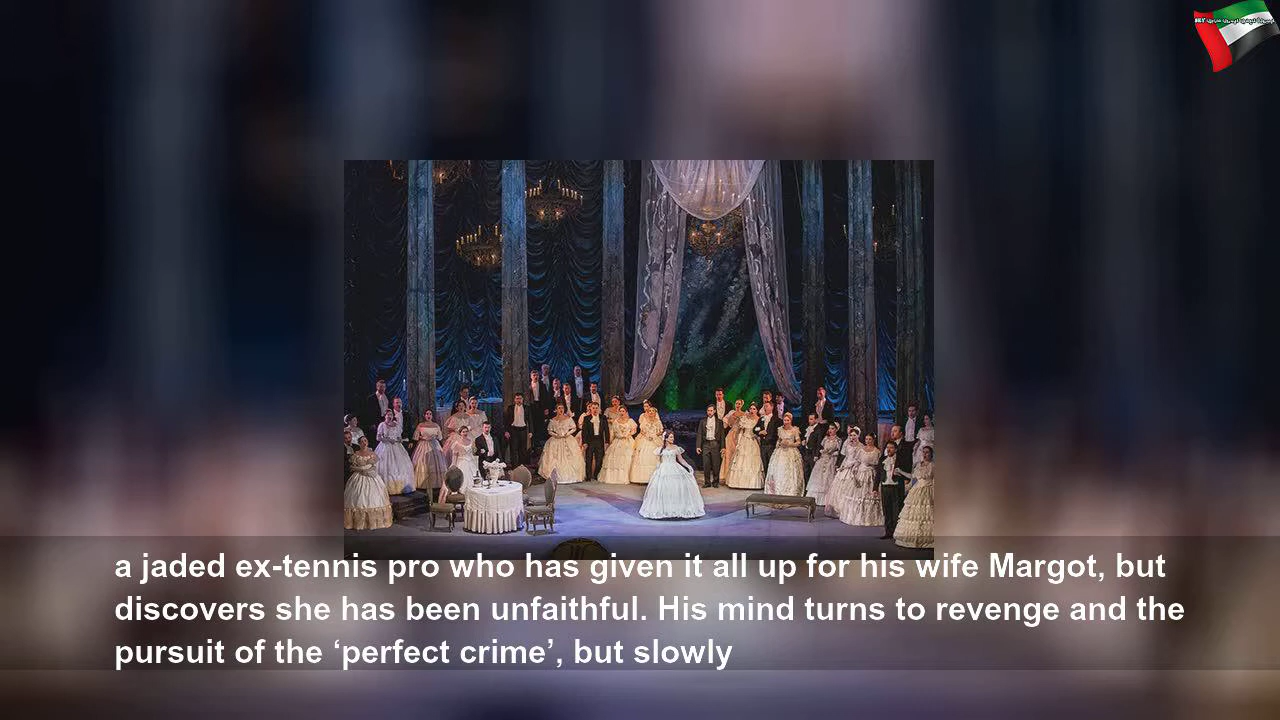 a jaded ex-tennis pro who has given it all up for his wife Margot, but
discovers she has been unfaithful. His mind turns to revenge and the
pursuit of the ‘perfect crime’, but slowly